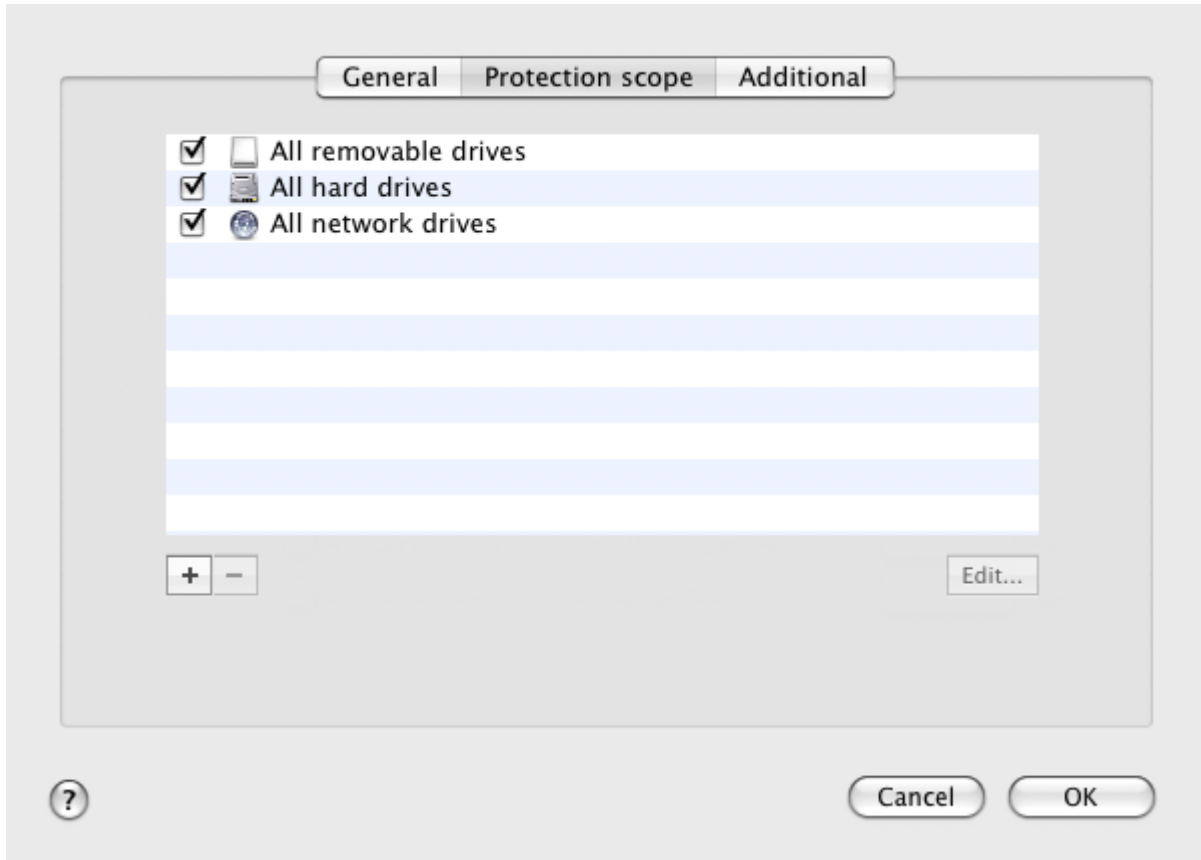 General Protection scope Additional
All removable drives
All hard drives
All network drives
+ − Edit...
? Cancel OK